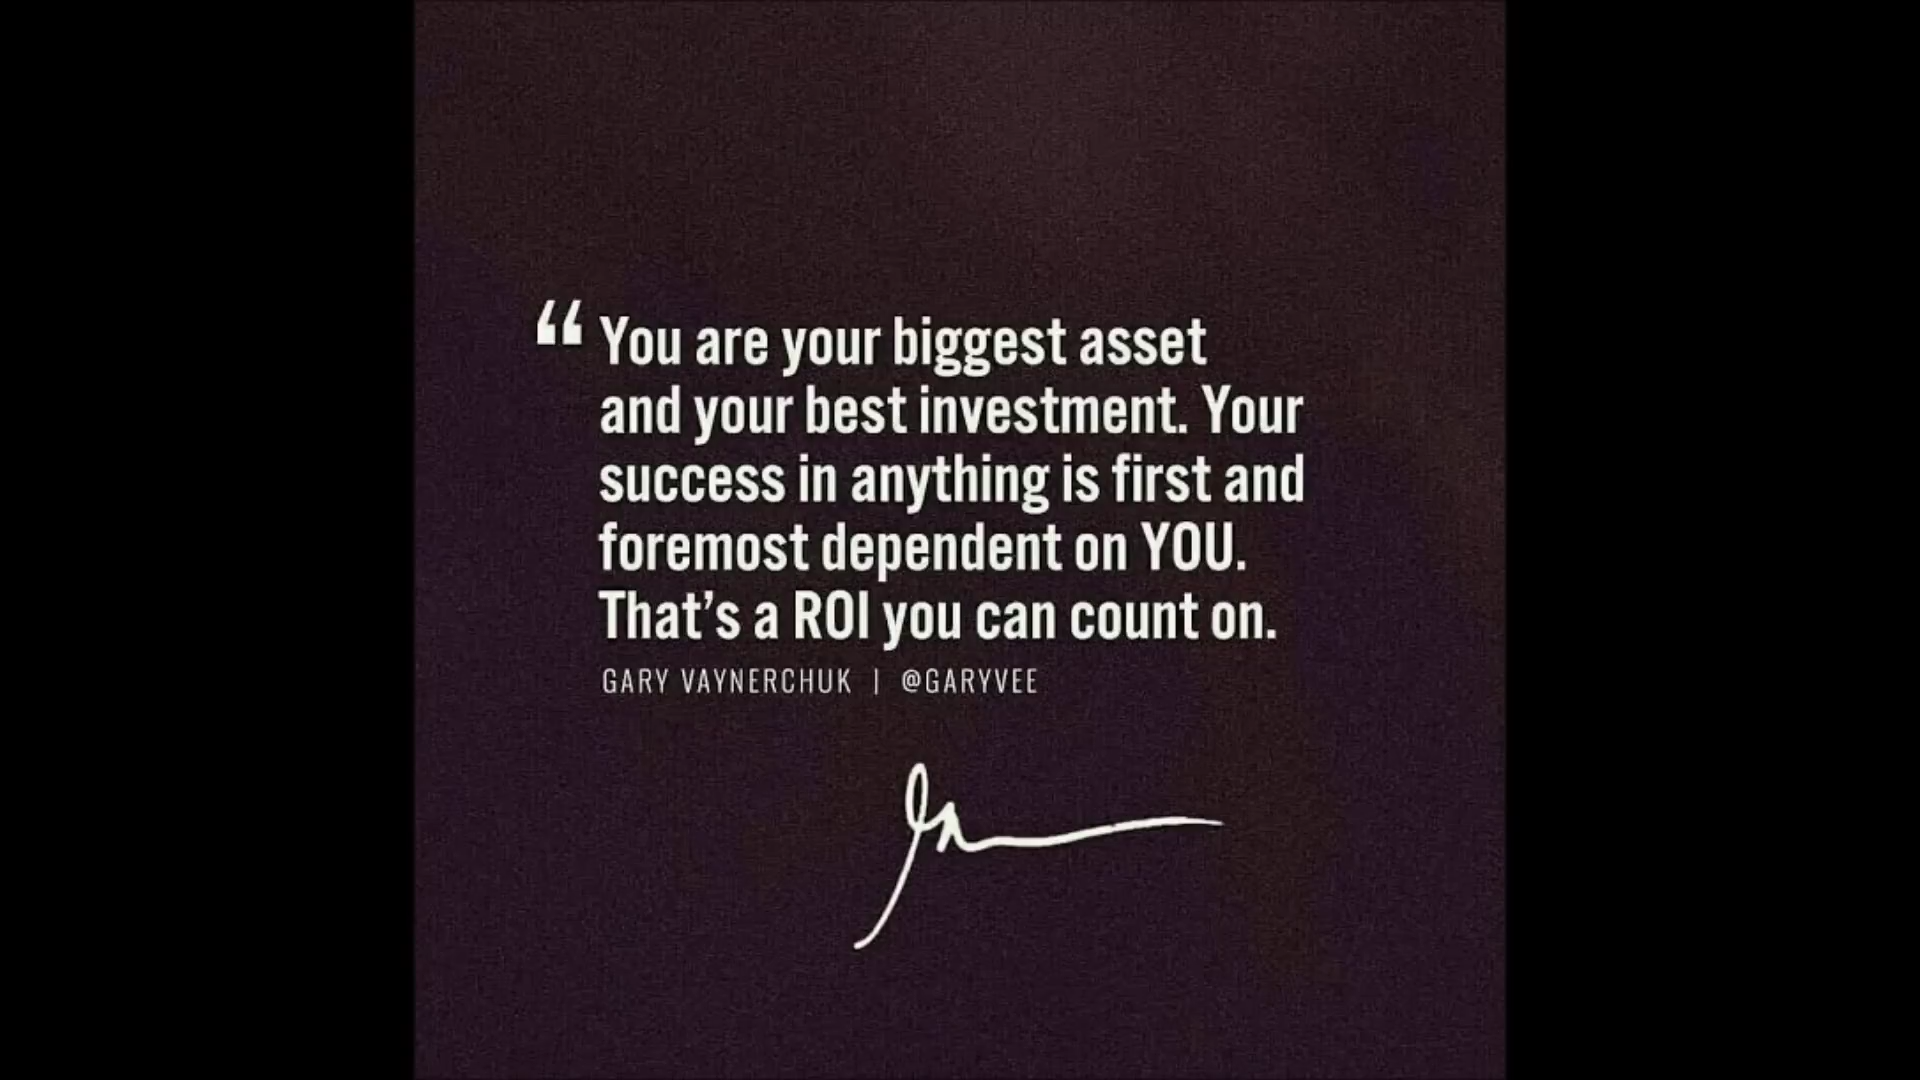 “You are your biggest asset
and your best investment. Your
success in anything is first and
foremost dependent on YOU.
That’s a ROI you can count on.
GARY VAYNERCHUK | @GARYVEE